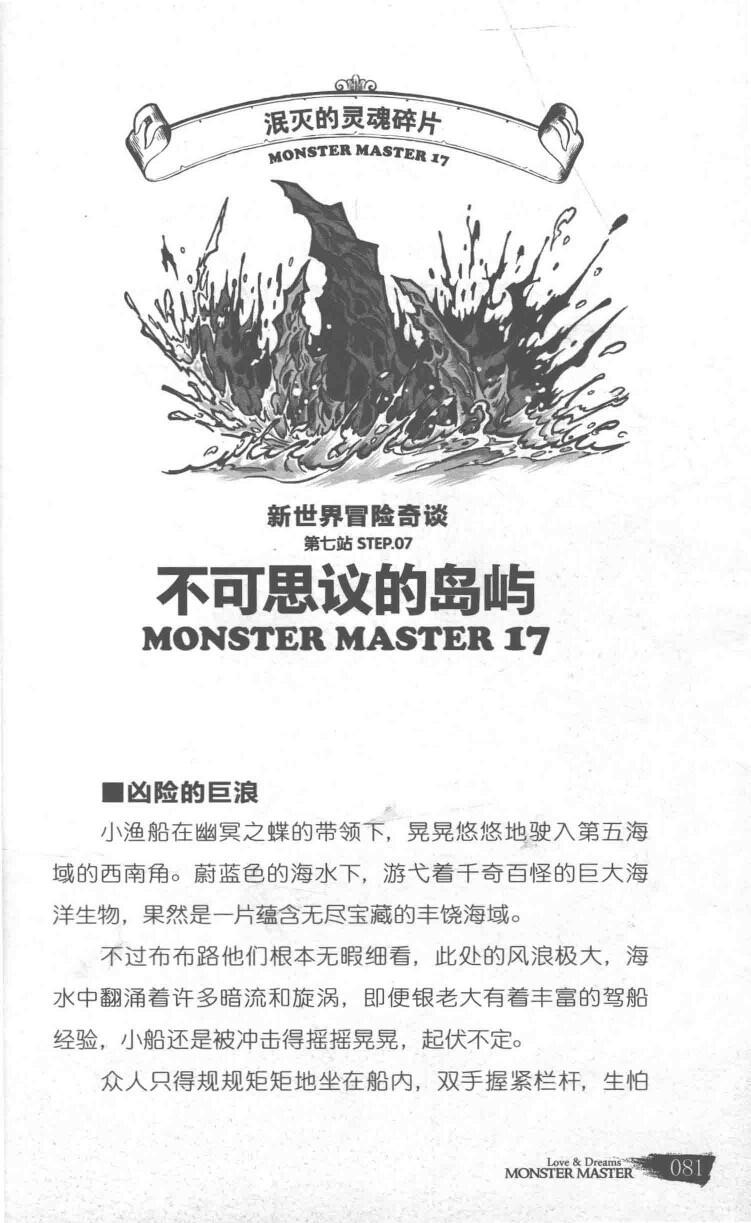 泯灭的灵魂碎片
MONSTER MASTER 17
新世界冒险奇谈
第七站 STEP.07
不可思议的岛屿
MONSTER MASTER 17
■凶险的巨浪
小渔船在幽冥之蝶的带领下，晃晃悠悠地驶入第五海
域的西南角。蔚蓝色的海水下，游弋着千奇百怪的巨大海
洋生物，果然是一片蕴含无尽宝藏的丰饶海域。
不过布布路他们根本无暇细看，此处的风浪极大，海
水中翻涌着许多暗流和旋涡，即便银老大有着丰富的驾船
经验，小船还是被冲击得摇摇晃晃，起伏不定。
众人只得规规矩矩地坐在船内，双手握紧栏杆，生怕
Love & Dreams
MONSTER MASTER
081